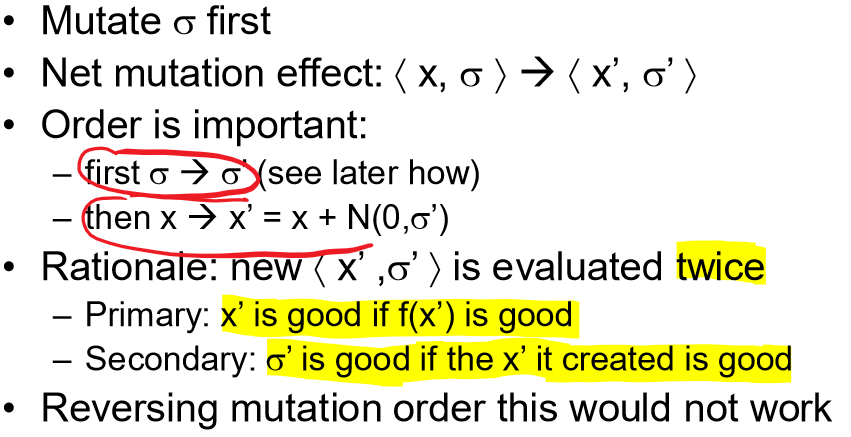 • Mutate σ first
• Net mutation effect: ⟨ x, σ ⟩ → ⟨ x’, σ’ ⟩
• Order is important:
– first σ → σ’ (see later how)
– then x → x’ = x + N(0,σ’)
• Rationale: new ⟨ x’ ,σ’ ⟩ is evaluated twice
– Primary: x’ is good if f(x’) is good
– Secondary: σ’ is good if the x’ it created is good
• Reversing mutation order this would not work